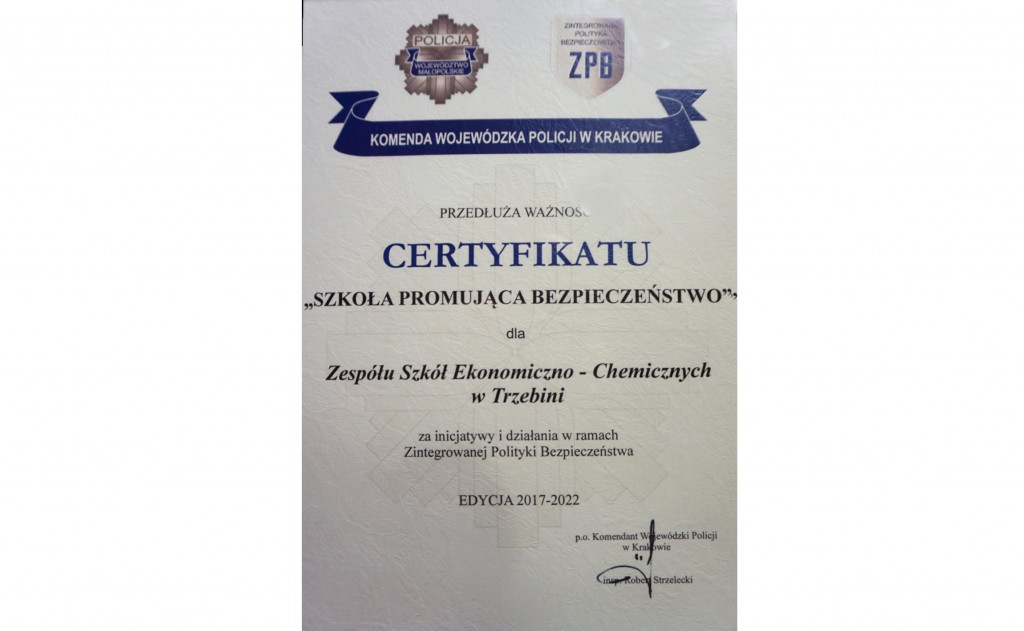 POLICJA
WOJEWÓDZTWO
MAŁOPOLSKIE
ZINTEGROWANA
POLITYKA
BEZPIECZEŃSTWA
ZPB
KOMENDA WOJEWÓDZKA POLICJI W KRAKOWIE
PRZEDŁUŻA WAŻNOŚĆ
CERTYFIKATU
„SZKOŁA PROMUJĄCA BEZPIECZEŃSTWO”
dla
Zespółu Szkół Ekonomiczno - Chemicznych
w Trzebini
za inicjatywy i działania w ramach
Zintegrowanej Polityki Bezpieczeństwa
EDYCJA 2017-2022
p.o. Komendant Wojewódzki Policji
w Krakowie
insp. Robert Strzelecki